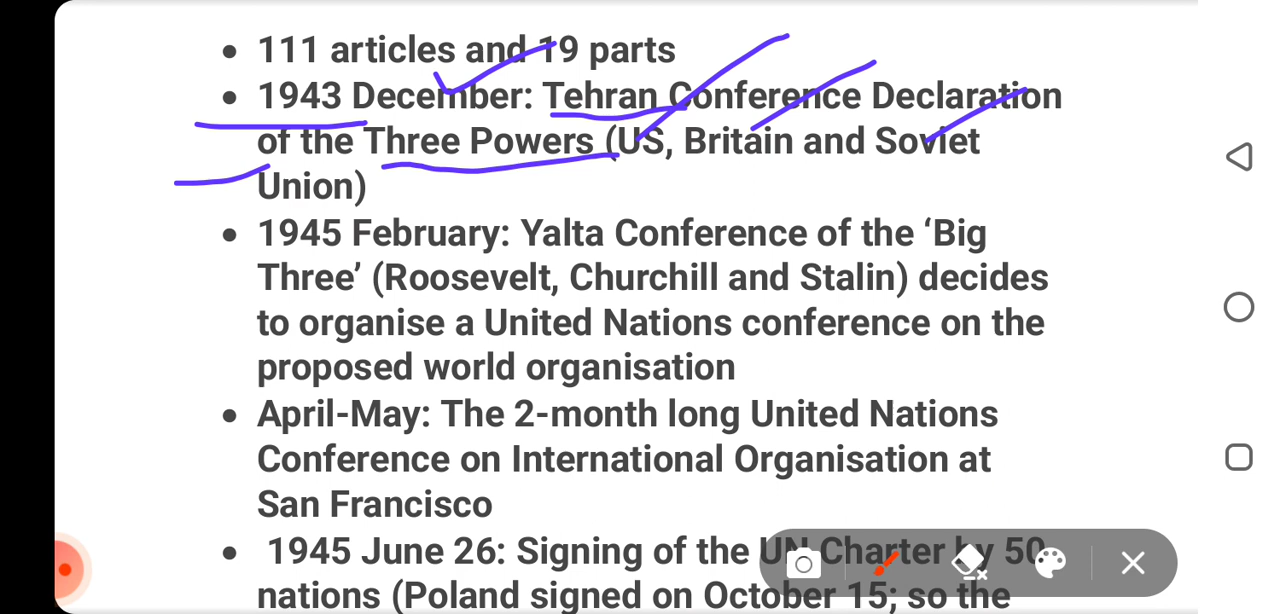 • 111 articles and 19 parts
• 1943 December: Tehran Conference Declaration
of the Three Powers (US, Britain and Soviet
Union)
• 1945 February: Yalta Conference of the ‘Big
Three’ (Roosevelt, Churchill and Stalin) decides
to organise a United Nations conference on the
proposed world organisation
• April-May: The 2-month long United Nations
Conference on International Organisation at
San Francisco
• 1945 June 26: Signing of the UN Charter by 50
nations (Poland signed on October 15; so the